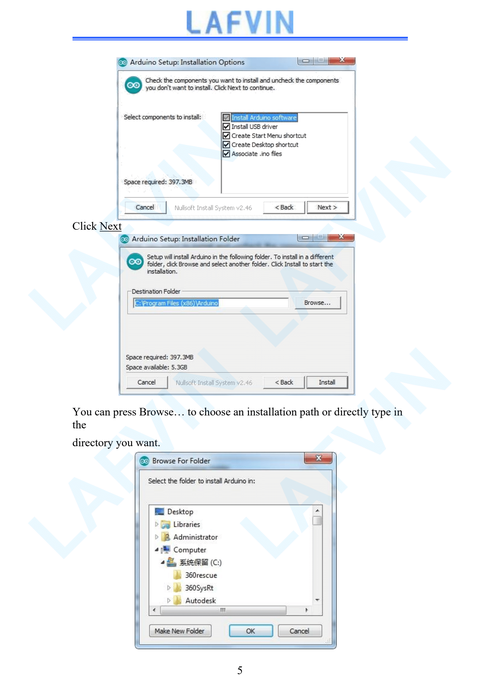 LAFVIN
Arduino Setup: Installation Options
Check the components you want to install and uncheck the components
you don't want to install. Click Next to continue.
Select components to install:
Install Arduino software
Install USB driver
Create Start Menu shortcut
Create Desktop shortcut
Associate .ino files
Space required: 397.3MB
Cancel
Nullsoft Install System v2.46
< Back
Next >
Click Next
Arduino Setup: Installation Folder
Setup will install Arduino in the following folder. To install in a different
folder, click Browse and select another folder. Click Install to start the
installation.
Destination Folder
C:\Program Files (x86)\Arduino
Browse...
Space required: 397.3MB
Space available: 5.3GB
Cancel
Nullsoft Install System v2.46
< Back
Install
You can press Browse… to choose an installation path or directly type in
the
directory you want.
Browse For Folder
Select the folder to install Arduino in:
Desktop
Libraries
Administrator
Computer
系统保留 (C:)
360rescue
360SysRt
Autodesk
Make New Folder
OK
Cancel
5
LAFVIN
LAFVIN
LAFVIN
LAFVIN